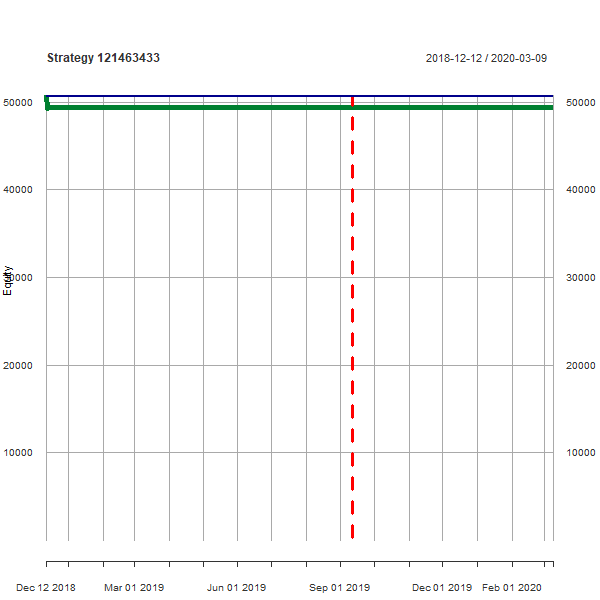 Strategy 121463433
2018-12-12 / 2020-03-09
50000 50000
40000 40000
Equity
30000 30000
20000 20000
10000 10000
Dec 12 2018 Mar 01 2019 Jun 01 2019 Sep 01 2019 Dec 01 2019 Feb 01 2020